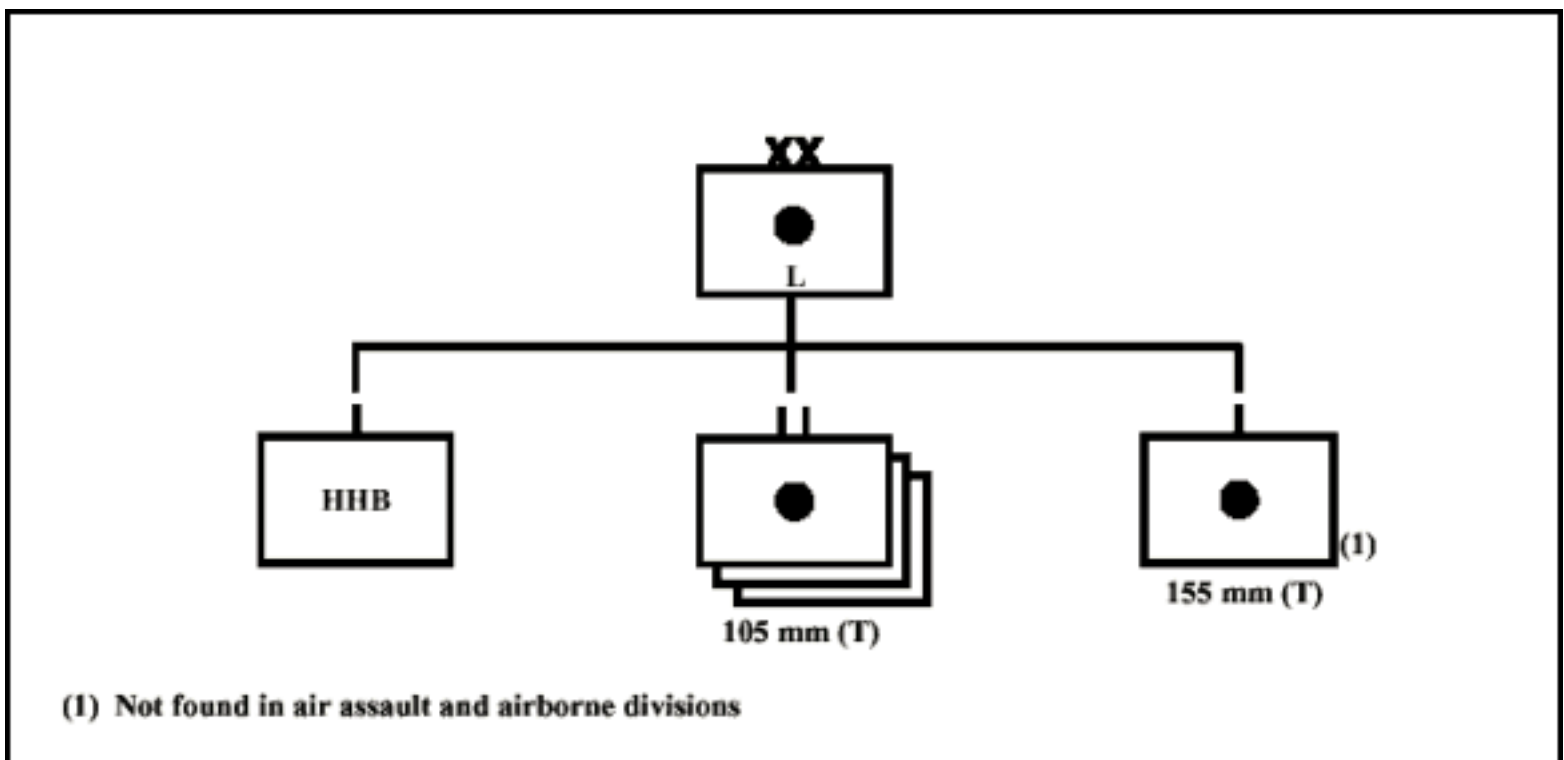 XX
L
HHB
(1)
155 mm (T)
105 mm (T)
(1) Not found in air assault and airborne divisions